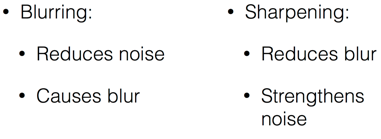 • Blurring:
• Reduces noise
• Causes blur
• Sharpening:
• Reduces blur
• Strengthens
noise